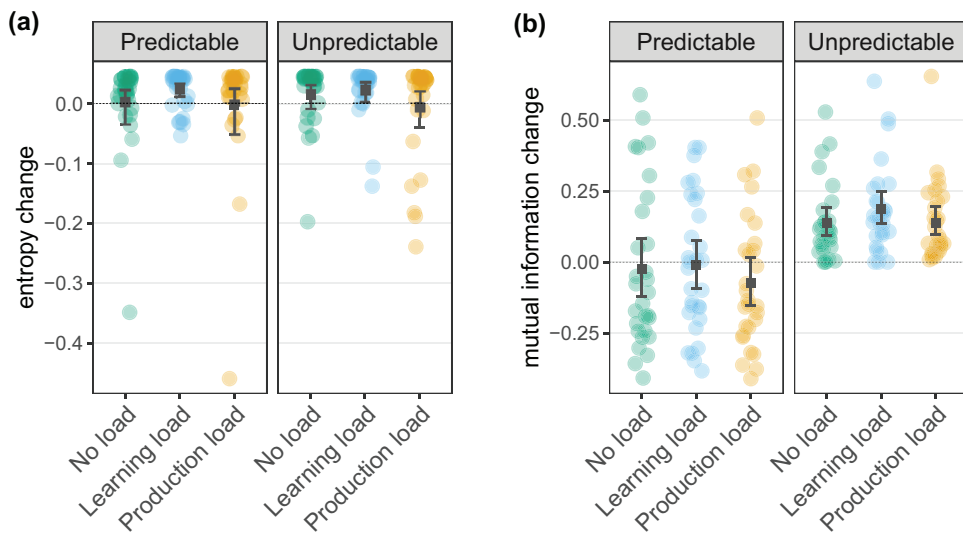 (a)
Predictable
Unpredictable
entropy change
0.0
−0.1
−0.2
−0.3
−0.4
No load
Learning load
Production load
No load
Learning load
Production load
(b)
Predictable
Unpredictable
mutual information change
0.50
0.25
0.00
−0.25
No load
Learning load
Production load
No load
Learning load
Production load